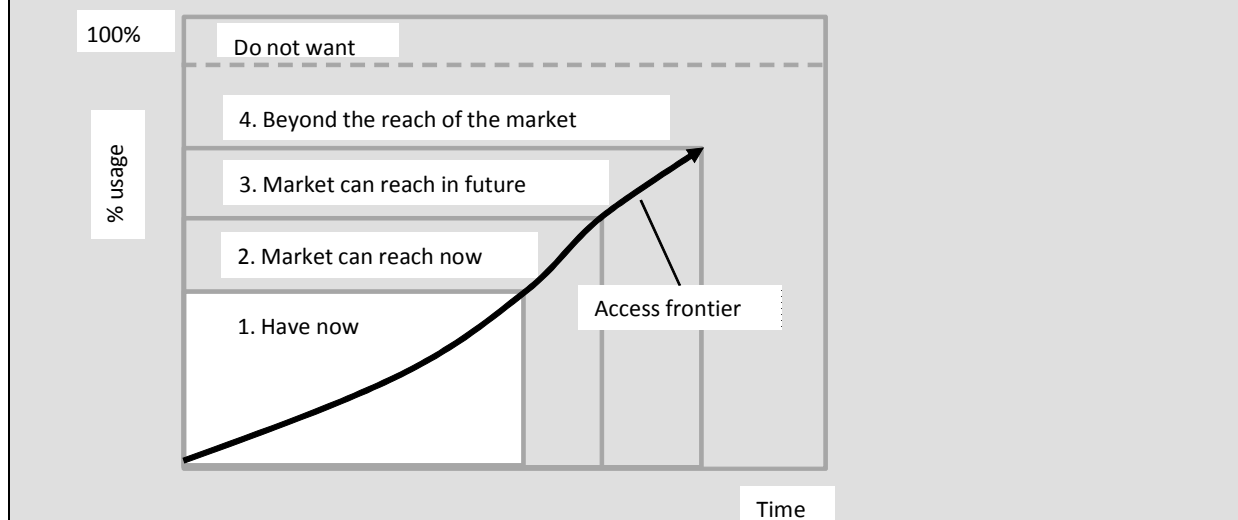 100%
Do not want
4. Beyond the reach of the market
% usage
3. Market can reach in future
2. Market can reach now
Access frontier
1. Have now
Time